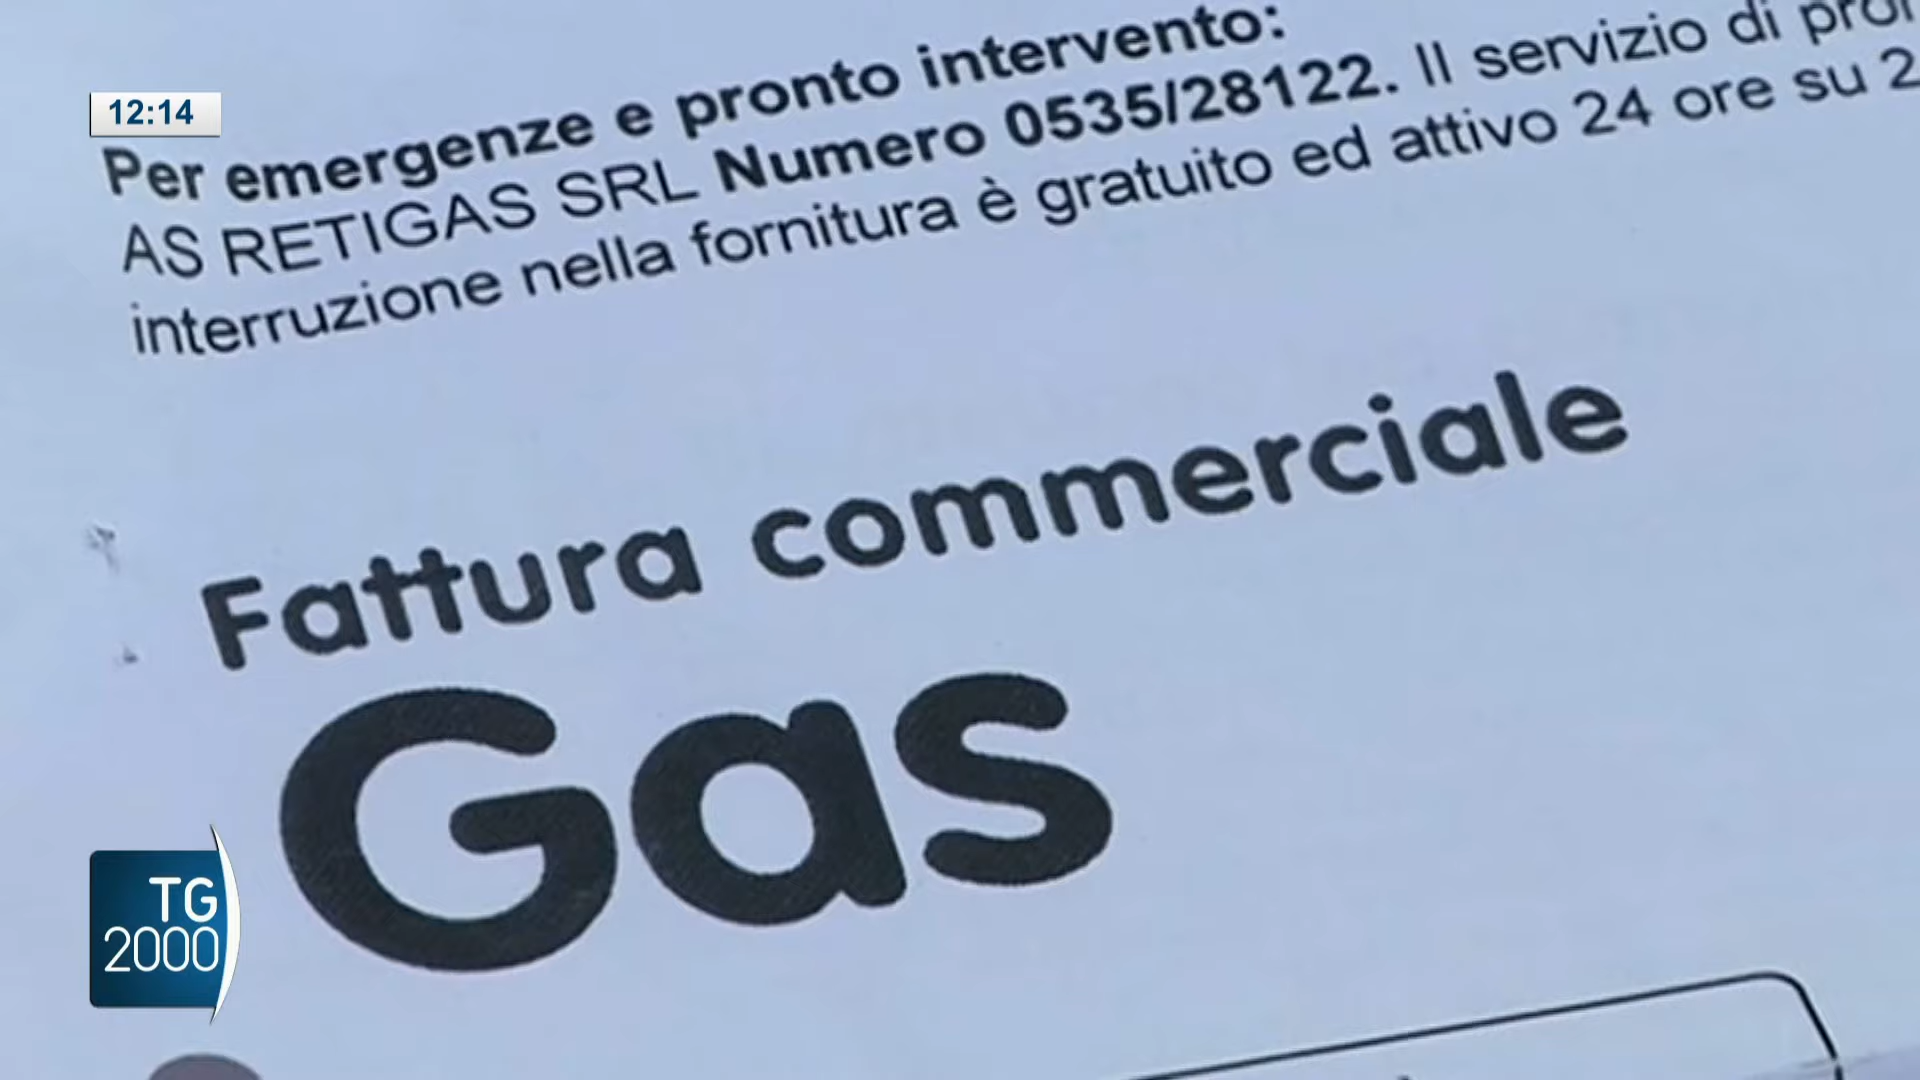 12:14
Per emergenze e pronto intervento:
AS RETIGAS SRL Numero 0535/28122. Il servizio di
interruzione nella fornitura è gratuito ed attivo 24 ore su
Fattura commerciale
Gas
TG
2000